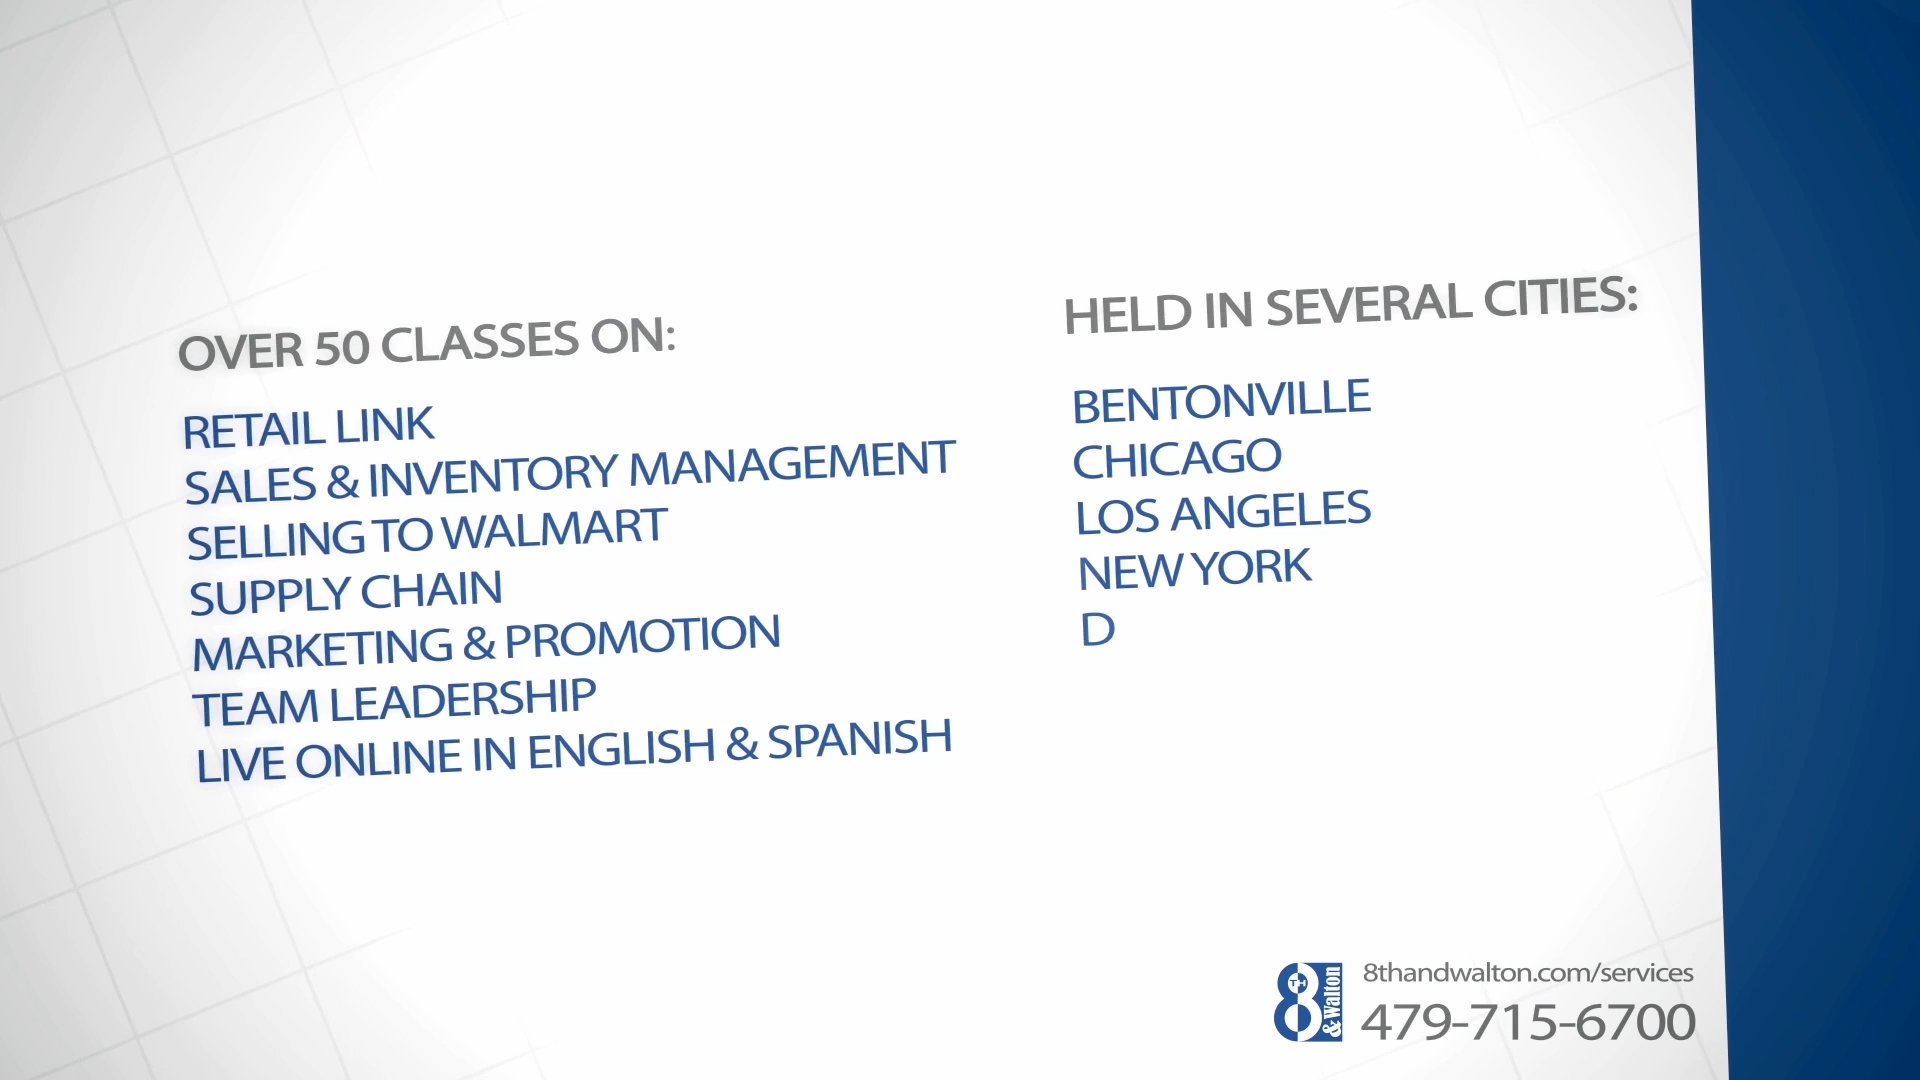 OVER 50 CLASSES ON:
RETAIL LINK
SALES & INVENTORY MANAGEMENT
SELLING TO WALMART
SUPPLY CHAIN
MARKETING & PROMOTION
TEAM LEADERSHIP
LIVE ONLINE IN ENGLISH & SPANISH
HELD IN SEVERAL CITIES:
BENTONVILLE
CHICAGO
LOS ANGELES
NEW YORK
D
8TH & Walton
8thandwalton.com/services
479-715-6700